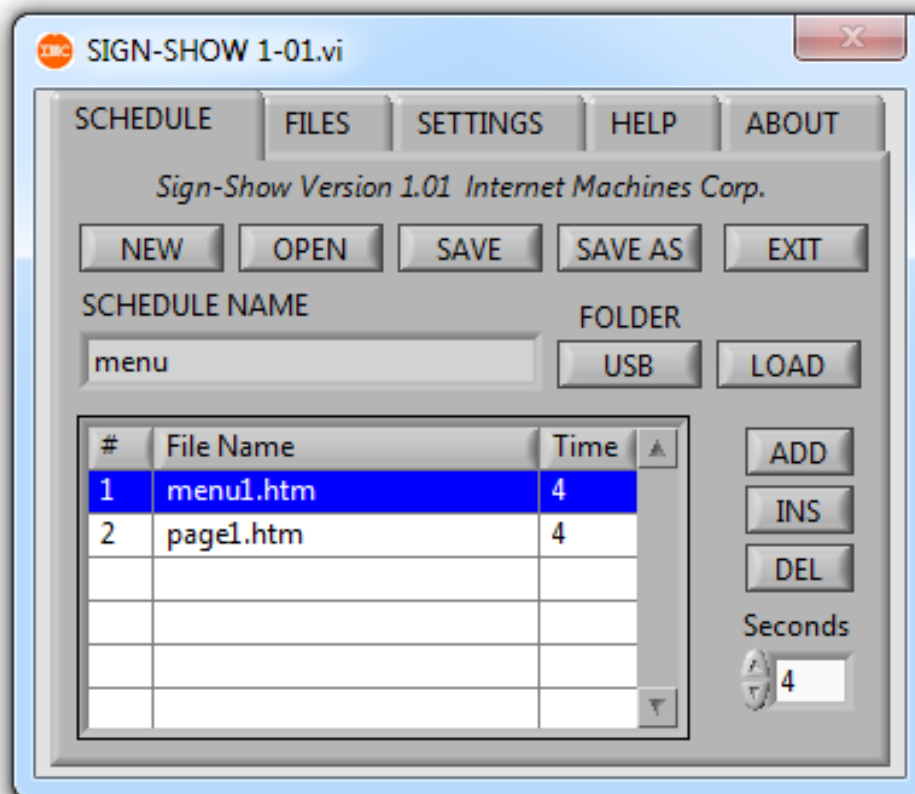 IMC SIGN-SHOW 1-01.vi X
SCHEDULE FILES SETTINGS HELP ABOUT
Sign-Show Version 1.01 Internet Machines Corp.
NEW OPEN SAVE SAVE AS EXIT
SCHEDULE NAME
FOLDER
menu USB LOAD
# File Name Time
ADD
1 menu1.htm 4
INS
2 page1.htm 4
DEL
Seconds
4